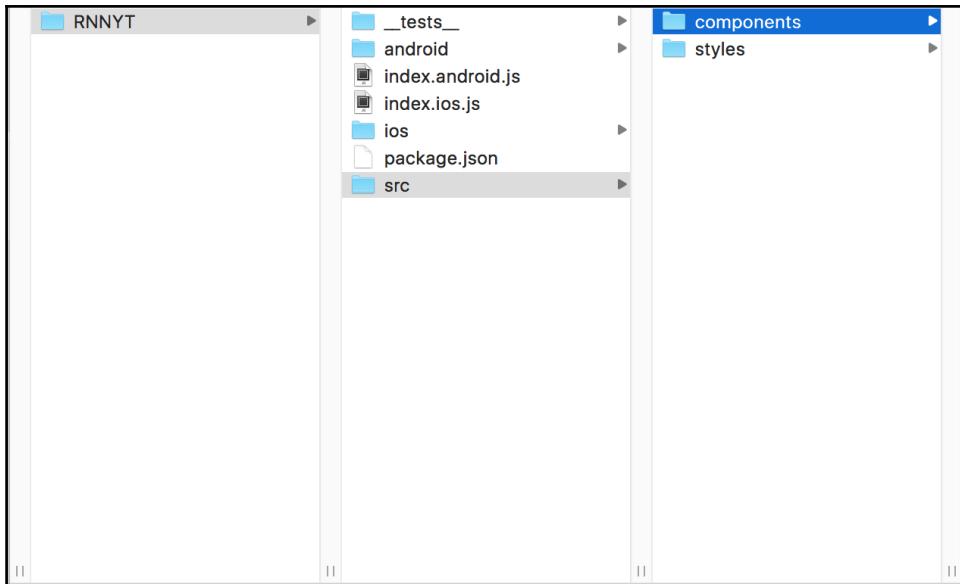 RNNYT
__tests__
android
index.android.js
index.ios.js
ios
package.json
src
components
styles